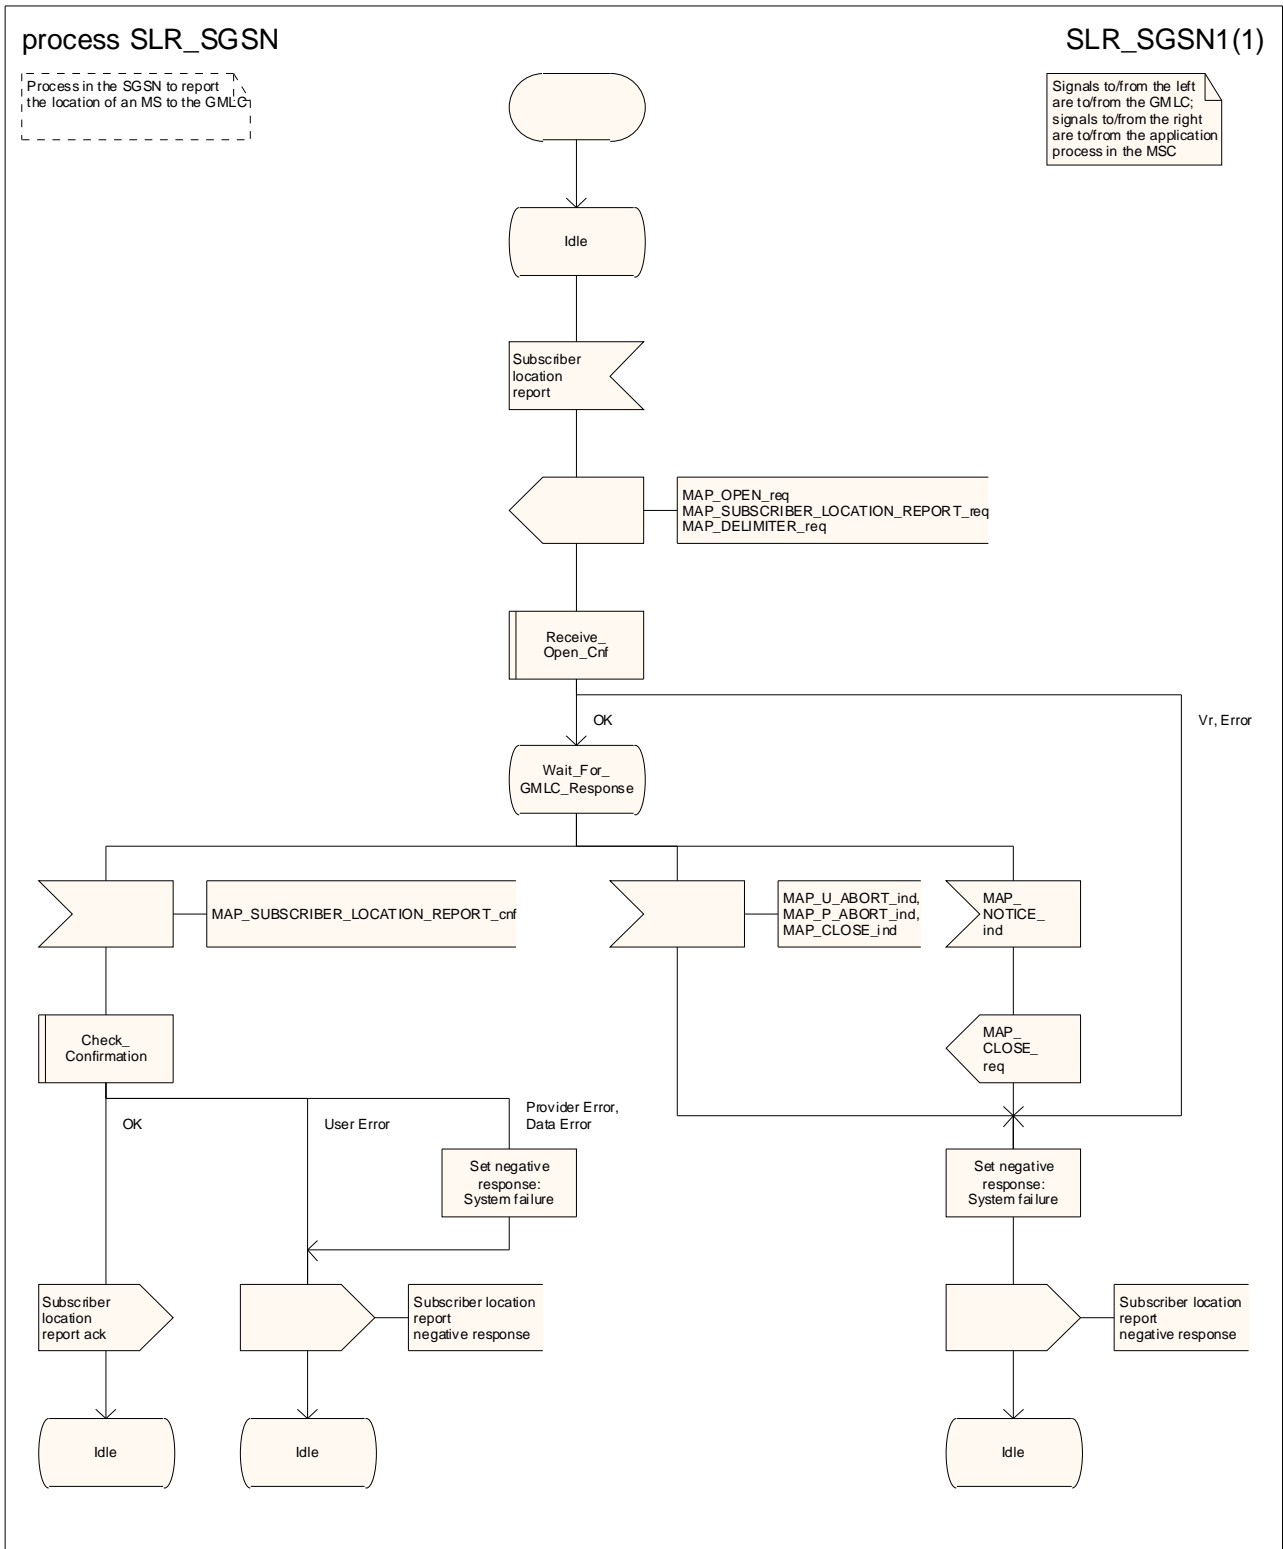 process SLR_SGSN
SLR_SGSN1(1)
Process in the SGSN to report
the location of an MS to the GMLC
Signals to/from the left
are to/from the GMLC;
signals to/from the right
are to/from the application
process in the MSC
Idle
Subscriber
location
report
MAP_OPEN_req
MAP_SUBSCRIBER_LOCATION_REPORT_req
MAP_DELIMITER_req
Receive_
Open_Cnf
OK
Vr, Error
Wait_For_
GMLC_Response
MAP_SUBSCRIBER_LOCATION_REPORT_cnf
MAP_U_ABORT_ind,
MAP_P_ABORT_ind,
MAP_CLOSE_ind
MAP_
NOTICE_
ind
Check_
Confirmation
MAP_
CLOSE_
req
OK
User Error
Provider Error,
Data Error
Set negative
response:
System failure
Set negative
response:
System failure
Subscriber
location
report ack
Subscriber location
report
negative response
Subscriber location
report
negative response
Idle
Idle
Idle